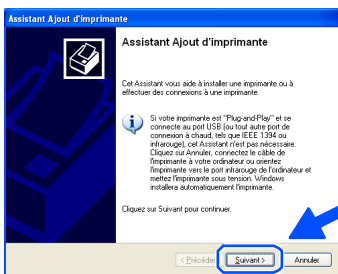 Assistant Ajout d'imprimante
Assistant Ajout d'imprimante
Cet Assistant vous aide à installer une imprimante ou à
effectuer des connexions à une imprimante.
Si votre imprimante est "Plug-and-Play" et se
connecte au port USB (ou tout autre port de
connexion à chaud, tels que IEEE 1394 ou
infrarouge), cet Assistant n'est pas nécessaire.
Cliquez sur Annuler, connectez le câble de
l'imprimante à votre ordinateur ou orientez
l'imprimante vers le port infrarouge de l'ordinateur et
mettez l'imprimante sous tension. Windows
installera automatiquement l'imprimante.
Cliquez sur Suivant pour continuer.
< Précéden Suivant > Annuler